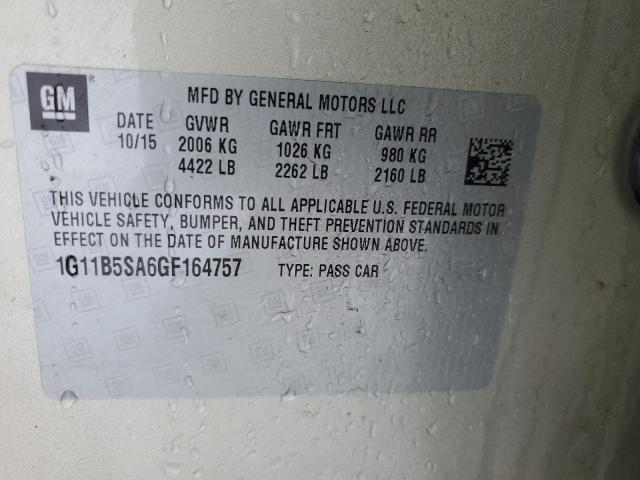 GM ®
MFD BY GENERAL MOTORS LLC
DATE GVWR GAWR FRT GAWR RR
10/15 2006 KG 1026 KG 980 KG
4422 LB 2262 LB 2160 LB
THIS VEHICLE CONFORMS TO ALL APPLICABLE U.S. FEDERAL MOTOR
VEHICLE SAFETY, BUMPER, AND THEFT PREVENTION STANDARDS IN
EFFECT ON THE DATE OF MANUFACTURE SHOWN ABOVE.
1G11B5SA6GF164757 TYPE: PASS CAR